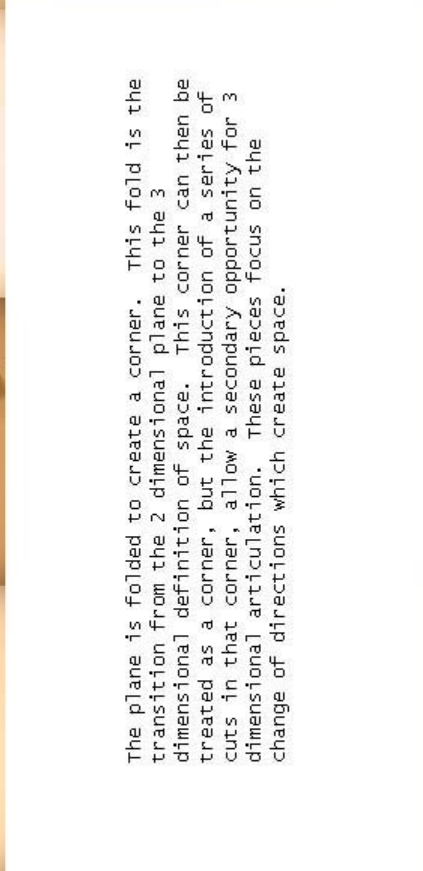 The plane is folded to create a corner.  This fold is the
transition from the 2 dimensional plane to the 3
dimensional definition of space.  This corner can then be
treated as a corner, but the introduction of a series of
cuts in that corner, allow a secondary opportunity for 3
dimensional articulation.  These pieces focus on the
change of directions which create space.